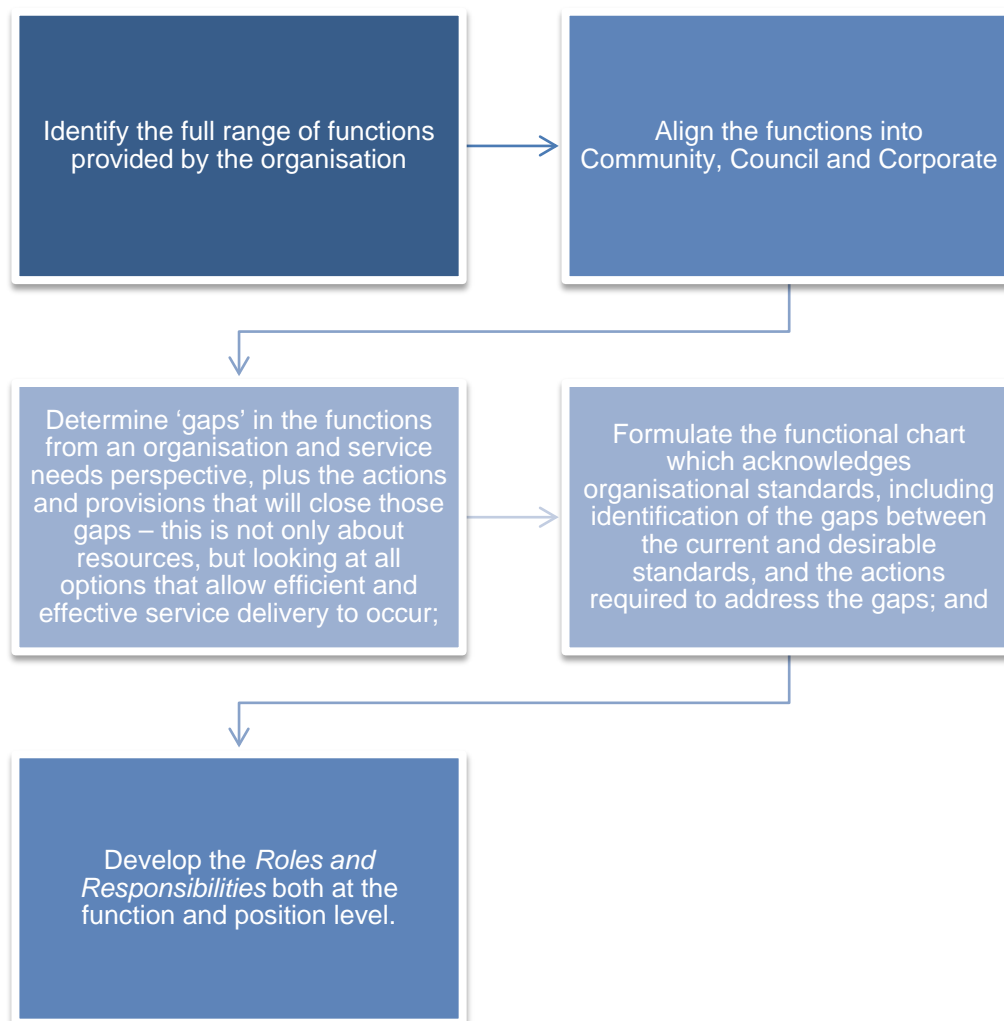 Identify the full range of functions
provided by the organisation
Align the functions into
Community, Council and Corporate
Determine ‘gaps’ in the functions
from an organisation and service
needs perspective, plus the actions
and provisions that will close those
gaps – this is not only about
resources, but looking at all
options that allow efficient and
effective service delivery to occur;
Formulate the functional chart
which acknowledges
organisational standards, including
identification of the gaps between
the current and desirable
standards, and the actions
required to address the gaps; and
Develop the Roles and
Responsibilities both at the
function and position level.